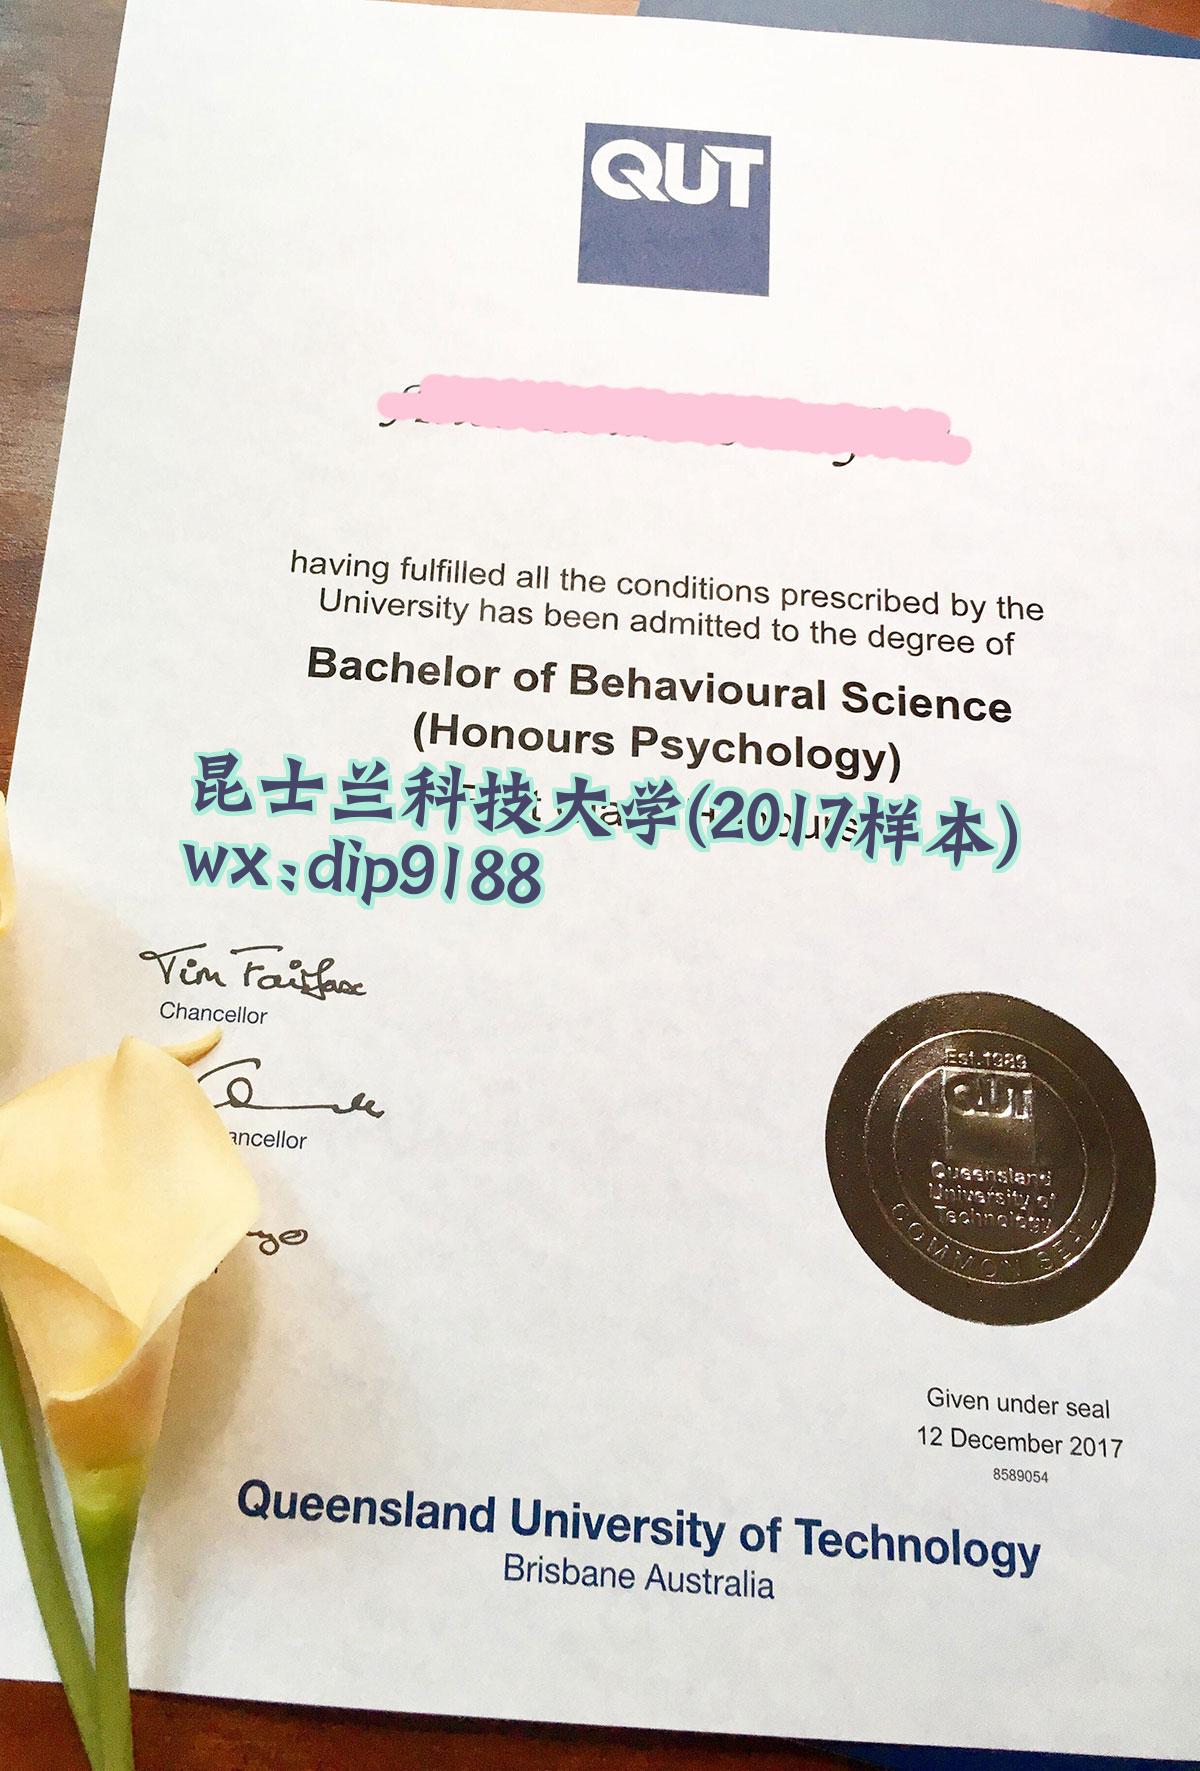 QUT
having fulfilled all the conditions prescribed by the
University has been admitted to the degree of
Bachelor of Behavioural Science
(Honours Psychology)
昆士兰科技大学(2017样本)
wx:dip9188
Tim Fairfax
Chancellor
ancellor
Est.1989
QUT
Queensland
University of
Technology
COMMON SEAL
Given under seal
12 December 2017
8589054
Queensland University of Technology
Brisbane Australia